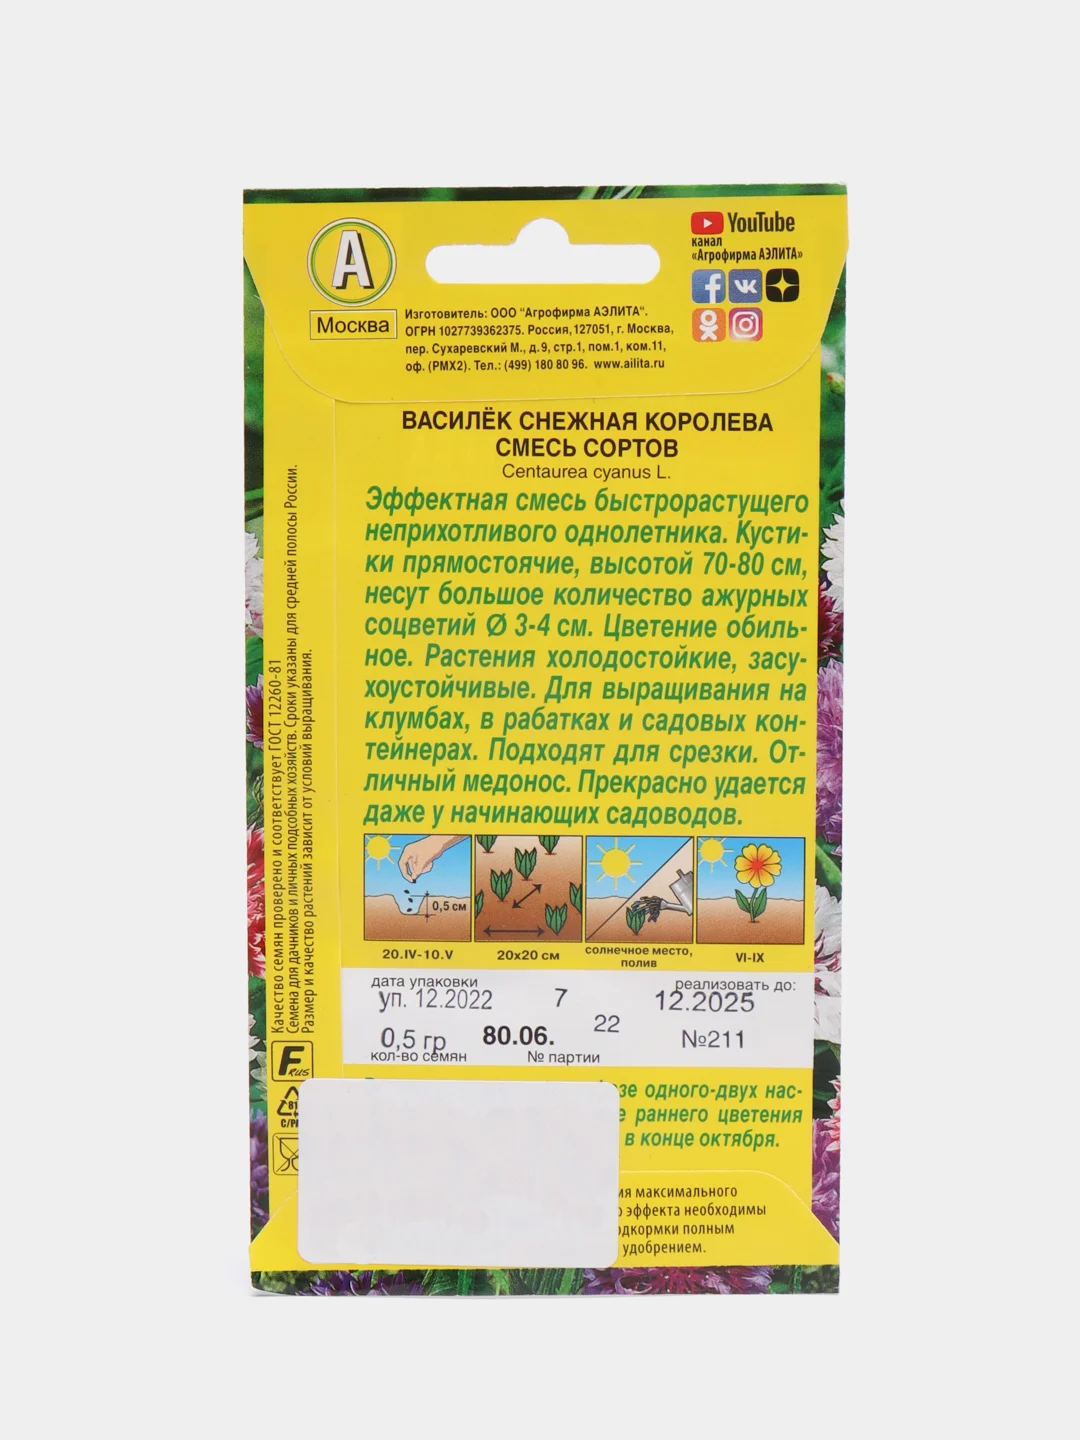 А
Москва
Изготовитель: ООО "Агрофирма АЭЛИТА".
ОГРН 1027739362375. Россия,127051, г. Москва,
пер. Сухаревский М., д.9, стр.1, пом.1, ком.11,
оф. (РМХ2). Тел.: (499) 180 80 96. www.ailita.ru
YouTube
канал
«Агрофирма АЭЛИТА»
ВАСИЛЁК СНЕЖНАЯ КОРОЛЕВА
СМЕСЬ СОРТОВ
Centaurea cyanus L.
Эффектная смесь быстрорастущего
неприхотливого однолетника. Кусти-
ки прямостоячие, высотой 70-80 см,
несут большое количество ажурных
соцветий Ø 3-4 см. Цветение обиль-
ное. Растения холодостойкие, засу-
хоустойчивые. Для выращивания на
клумбах, в рабатках и садовых кон-
тейнерах. Подходят для срезки. От-
личный медонос. Прекрасно удается
даже у начинающих садоводов.
0,5 см
20.IV-10.V
20х20 см
солнечное место,
полив
VI-IX
дата упаковки
реализовать до:
уп. 12.2022 7 12.2025
0,5 гр 80.06. 22 №211
кол-во семян № партии
одного-двух нас-
раннего цветения
в конце октября.
максимального
эффекта необходимы
полным
удобрением.
Качество семян проверено и соответствует ГОСТ 12260-81
Семена для дачников и личных подсобных хозяйств. Сроки указаны для средней полосы России.
Размер и качество растений зависит от условий выращивания.
F RUS
81